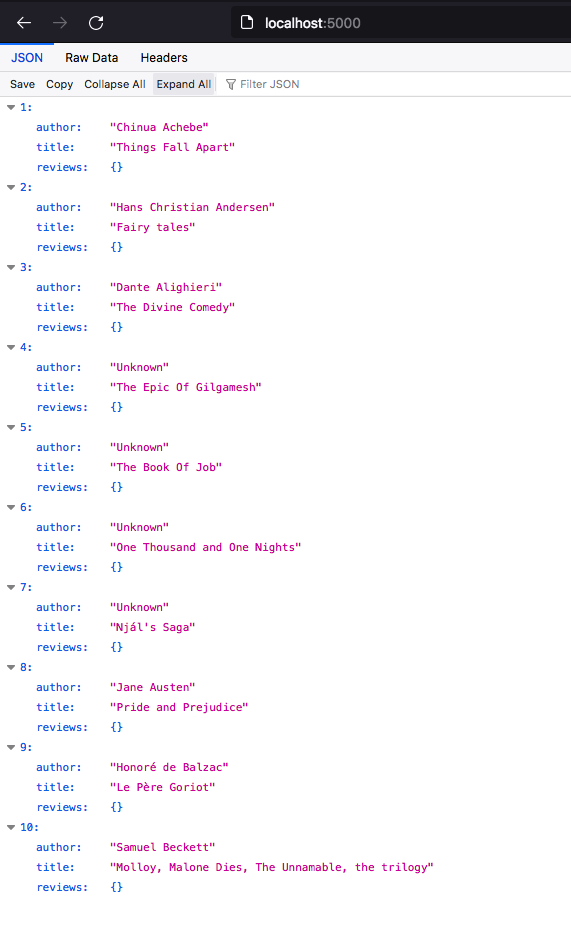 localhost:5000
JSON Raw Data Headers
Save Copy Collapse All Expand All Filter JSON
1:
author: "Chinua Achebe"
title: "Things Fall Apart"
reviews: {}
2:
author: "Hans Christian Andersen"
title: "Fairy tales"
reviews: {}
3:
author: "Dante Alighieri"
title: "The Divine Comedy"
reviews: {}
4:
author: "Unknown"
title: "The Epic Of Gilgamesh"
reviews: {}
5:
author: "Unknown"
title: "The Book Of Job"
reviews: {}
6:
author: "Unknown"
title: "One Thousand and One Nights"
reviews: {}
7:
author: "Unknown"
title: "Njál's Saga"
reviews: {}
8:
author: "Jane Austen"
title: "Pride and Prejudice"
reviews: {}
9:
author: "Honoré de Balzac"
title: "Le Père Goriot"
reviews: {}
10:
author: "Samuel Beckett"
title: "Molloy, Malone Dies, The Unnamable, the trilogy"
reviews: {}